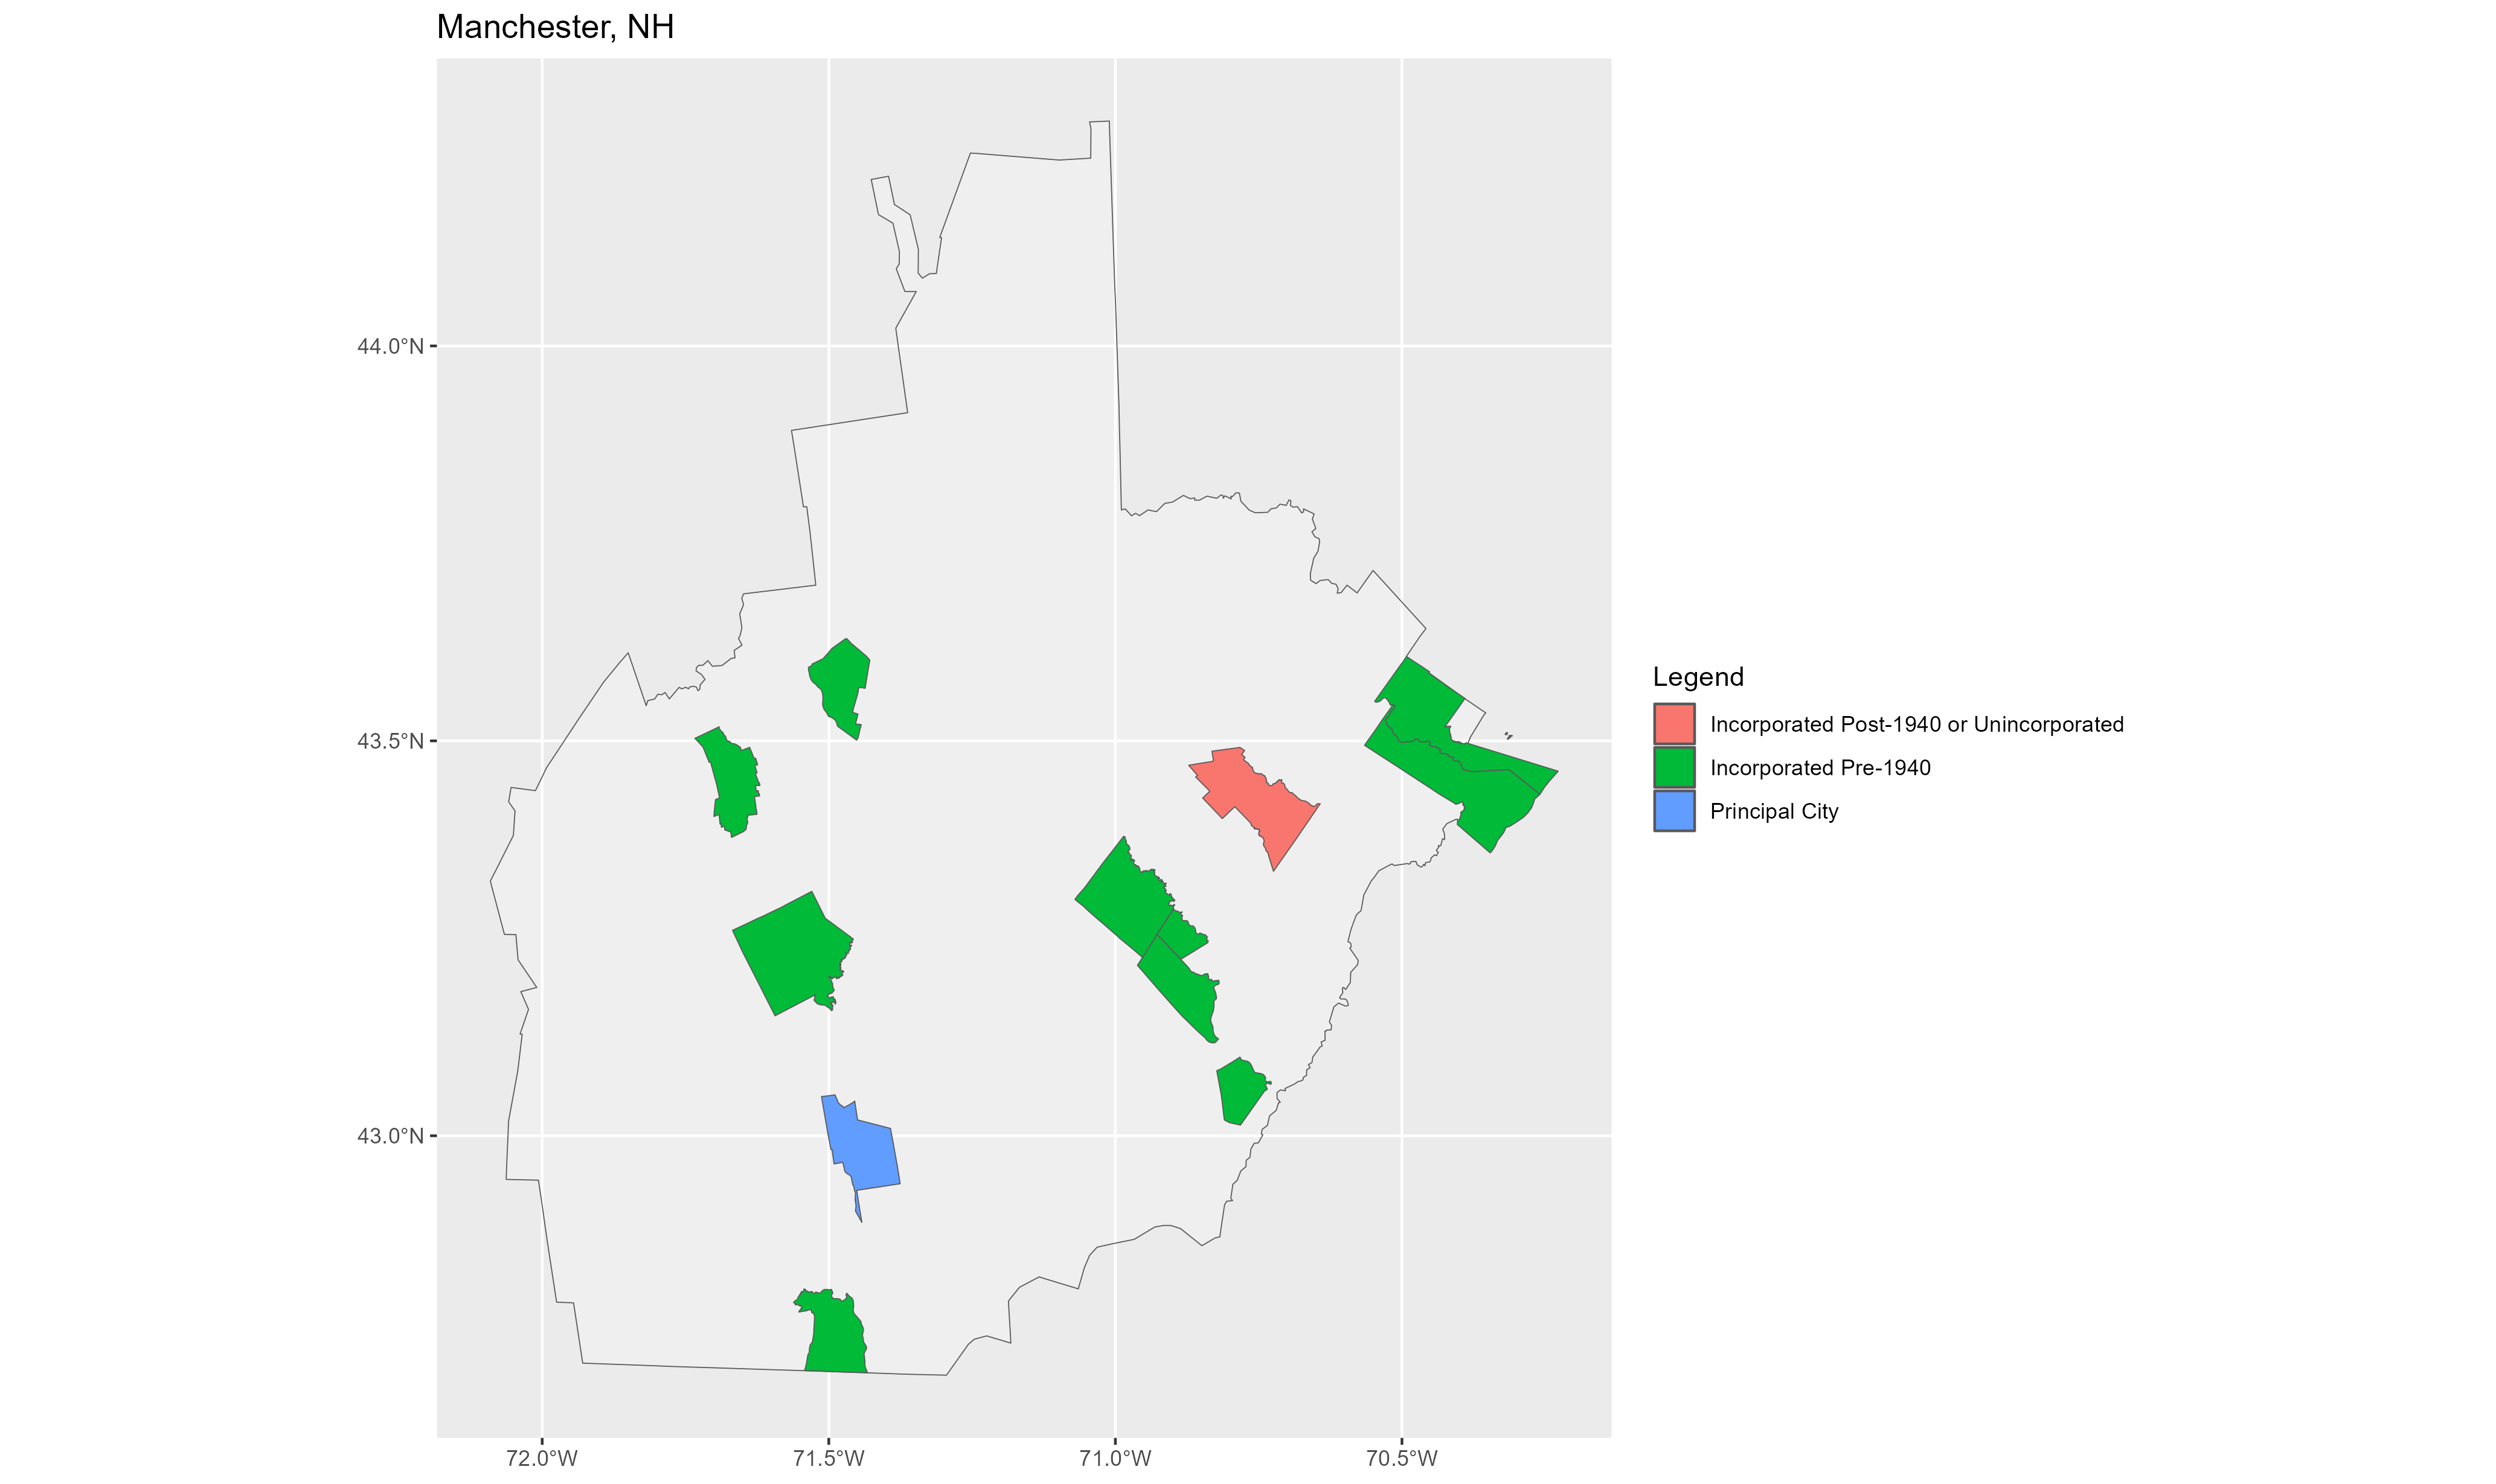 Manchester, NH
44.0°N
43.5°N
43.0°N
72.0°W
71.5°W
71.0°W
70.5°W
Legend
Incorporated Post-1940 or Unincorporated
Incorporated Pre-1940
Principal City